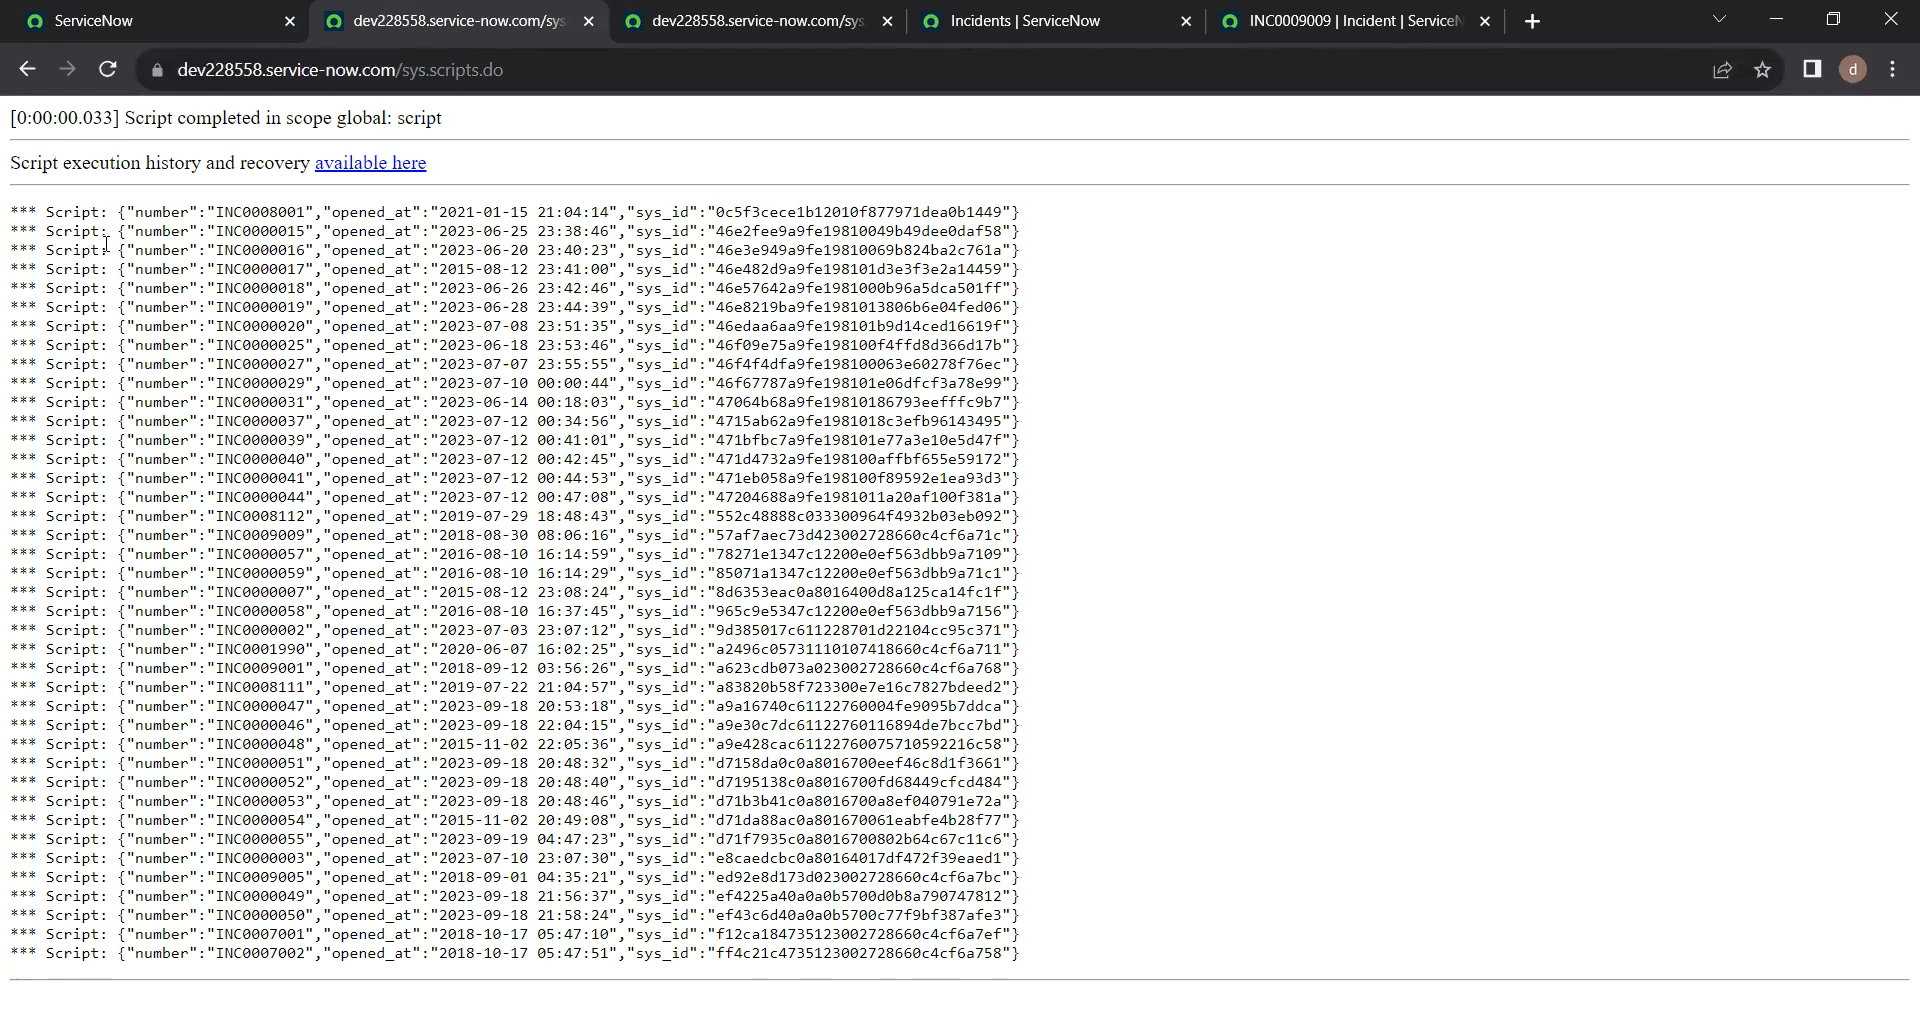 ServiceNow
dev228558.service-now.com/sys
dev228558.service-now.com/sys
Incidents | ServiceNow
INC0009009 | Incident | ServiceN
dev228558.service-now.com/sys.scripts.do
d
[0:00:00.033] Script completed in scope global: script
Script execution history and recovery available here
*** Script: {"number":"INC0008001","opened_at":"2021-01-15 21:04:14","sys_id":"0c5f3cece1b12010f877971dea0b1449"}
*** Script: {"number":"INC0000015","opened_at":"2023-06-25 23:38:46","sys_id":"46e2fee9a9fe19810049b49dee0daf58"}
*** Script: {"number":"INC0000016","opened_at":"2023-06-20 23:40:23","sys_id":"46e3e949a9fe19810069b824ba2c761a"}
*** Script: {"number":"INC0000017","opened_at":"2015-08-12 23:41:00","sys_id":"46e482d9a9fe198101d3e3f3e2a14459"}
*** Script: {"number":"INC0000018","opened_at":"2023-06-26 23:42:46","sys_id":"46e57642a9fe1981000b96a5dca501ff"}
*** Script: {"number":"INC0000019","opened_at":"2023-06-28 23:44:39","sys_id":"46e8219ba9fe1981013806b6e04fed06"}
*** Script: {"number":"INC0000020","opened_at":"2023-07-08 23:51:35","sys_id":"46edaa6aa9fe198101b9d14ced16619f"}
*** Script: {"number":"INC0000025","opened_at":"2023-06-18 23:53:46","sys_id":"46f09e75a9fe198100f4ffd8d366d17b"}
*** Script: {"number":"INC0000027","opened_at":"2023-07-07 23:55:55","sys_id":"46f4f4dfa9fe198100063e60278f76ec"}
*** Script: {"number":"INC0000029","opened_at":"2023-07-10 00:00:44","sys_id":"46f67787a9fe198101e06dfcf3a78e99"}
*** Script: {"number":"INC0000031","opened_at":"2023-06-14 00:18:03","sys_id":"47064b68a9fe19810186793eefffc9b7"}
*** Script: {"number":"INC0000037","opened_at":"2023-07-12 00:34:56","sys_id":"4715ab62a9fe1981018c3efb96143495"}
*** Script: {"number":"INC0000039","opened_at":"2023-07-12 00:41:01","sys_id":"471bfbc7a9fe198101e77a3e10e5d47f"}
*** Script: {"number":"INC0000040","opened_at":"2023-07-12 00:42:45","sys_id":"471d4732a9fe198100affbf655e59172"}
*** Script: {"number":"INC0000041","opened_at":"2023-07-12 00:44:53","sys_id":"471eb058a9fe198100f89592e1ea93d3"}
*** Script: {"number":"INC0000044","opened_at":"2023-07-12 00:47:08","sys_id":"47204688a9fe1981011a20af100f381a"}
*** Script: {"number":"INC0008112","opened_at":"2019-07-29 18:48:43","sys_id":"552c48888c033300964f4932b03eb092"}
*** Script: {"number":"INC0009009","opened_at":"2018-08-30 08:06:16","sys_id":"57af7aec73d423002728660c4cf6a71c"}
*** Script: {"number":"INC0000057","opened_at":"2016-08-10 16:14:59","sys_id":"78271e1347c12200e0ef563dbb9a7109"}
*** Script: {"number":"INC0000059","opened_at":"2016-08-10 16:14:29","sys_id":"85071a1347c12200e0ef563dbb9a71c1"}
*** Script: {"number":"INC0000007","opened_at":"2015-08-12 23:08:24","sys_id":"8d6353eac0a8016400d8a125ca14fc1f"}
*** Script: {"number":"INC0000058","opened_at":"2016-08-10 16:37:45","sys_id":"965c9e5347c12200e0ef563dbb9a7156"}
*** Script: {"number":"INC0000002","opened_at":"2023-07-03 23:07:12","sys_id":"9d385017c611228701d22104cc95c371"}
*** Script: {"number":"INC0001990","opened_at":"2020-06-07 16:02:25","sys_id":"a2496c05731110107418660c4cf6a711"}
*** Script: {"number":"INC0009001","opened_at":"2018-09-12 03:56:26","sys_id":"a623cdb073a023002728660c4cf6a768"}
*** Script: {"number":"INC0008111","opened_at":"2019-07-22 21:04:57","sys_id":"a83820b58f723300e7e16c7827bdeed2"}
*** Script: {"number":"INC0000047","opened_at":"2023-09-18 20:53:18","sys_id":"a9a16740c61122760004fe9095b7ddca"}
*** Script: {"number":"INC0000046","opened_at":"2023-09-18 22:04:15","sys_id":"a9e30c7dc61122760116894de7bcc7bd"}
*** Script: {"number":"INC0000048","opened_at":"2015-11-02 22:05:36","sys_id":"a9e428cac61122760075710592216c58"}
*** Script: {"number":"INC0000051","opened_at":"2023-09-18 20:48:32","sys_id":"d7158da0c0a8016700eef46c8d1f3661"}
*** Script: {"number":"INC0000052","opened_at":"2023-09-18 20:48:40","sys_id":"d7195138c0a8016700fd68449cfcd484"}
*** Script: {"number":"INC0000053","opened_at":"2023-09-18 20:48:46","sys_id":"d71b3b41c0a8016700a8ef040791e72a"}
*** Script: {"number":"INC0000054","opened_at":"2015-11-02 20:49:08","sys_id":"d71da88ac0a801670061eabfe4b28f77"}
*** Script: {"number":"INC0000055","opened_at":"2023-09-19 04:47:23","sys_id":"d71f7935c0a8016700802b64c67c11c6"}
*** Script: {"number":"INC0000003","opened_at":"2023-07-10 23:07:30","sys_id":"e8caedcbc0a80164017df472f39eaed1"}
*** Script: {"number":"INC0009005","opened_at":"2018-09-01 04:35:21","sys_id":"ed92e8d173d023002728660c4cf6a7bc"}
*** Script: {"number":"INC0000049","opened_at":"2023-09-18 21:56:37","sys_id":"ef4225a40a0a0b5700d0b8a790747812"}
*** Script: {"number":"INC0000050","opened_at":"2023-09-18 21:58:24","sys_id":"ef43c6d40a0a0b5700c77f9bf387afe3"}
*** Script: {"number":"INC0007001","opened_at":"2018-10-17 05:47:10","sys_id":"f12ca184735123002728660c4cf6a7ef"}
*** Script: {"number":"INC0007002","opened_at":"2018-10-17 05:47:51","sys_id":"ff4c21c4735123002728660c4cf6a758"}